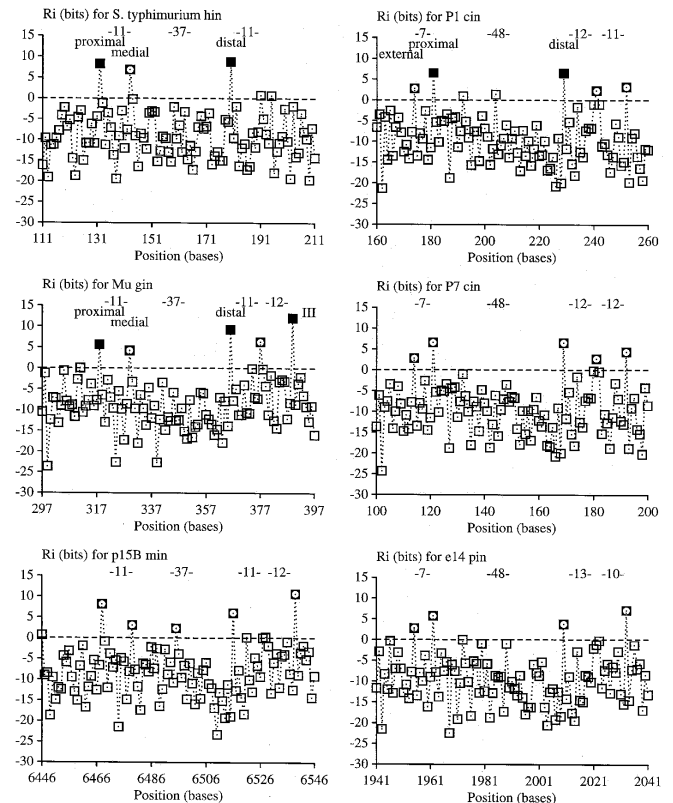 Ri (bits) for S. typhimurium hin
-11- -37- -11-
proximal distal
medial
15
10
5
0
-5
-10
-15
-20
-25
-30
111 131 151 171 191 211
Position (bases)
Ri (bits) for P1 cin
-7- -48- -12- -11-
proximal distal
external
15
10
5
0
-5
-10
-15
-20
-25
-30
160 180 200 220 240 260
Position (bases)
Ri (bits) for Mu gin
-11- -37- -11- -12-
proximal distal III
medial
15
10
5
0
-5
-10
-15
-20
-25
-30
297 317 337 357 377 397
Position (bases)
Ri (bits) for P7 cin
-7- -48- -12- -12-
15
10
5
0
-5
-10
-15
-20
-25
-30
100 120 140 160 180 200
Position (bases)
Ri (bits) for p15B min
-11- -37- -11- -12-
15
10
5
0
-5
-10
-15
-20
-25
-30
6446 6466 6486 6506 6526 6546
Position (bases)
Ri (bits) for e14 pin
-7- -48- -13- -10-
15
10
5
0
-5
-10
-15
-20
-25
-30
1941 1961 1981 2001 2021 2041
Position (bases)